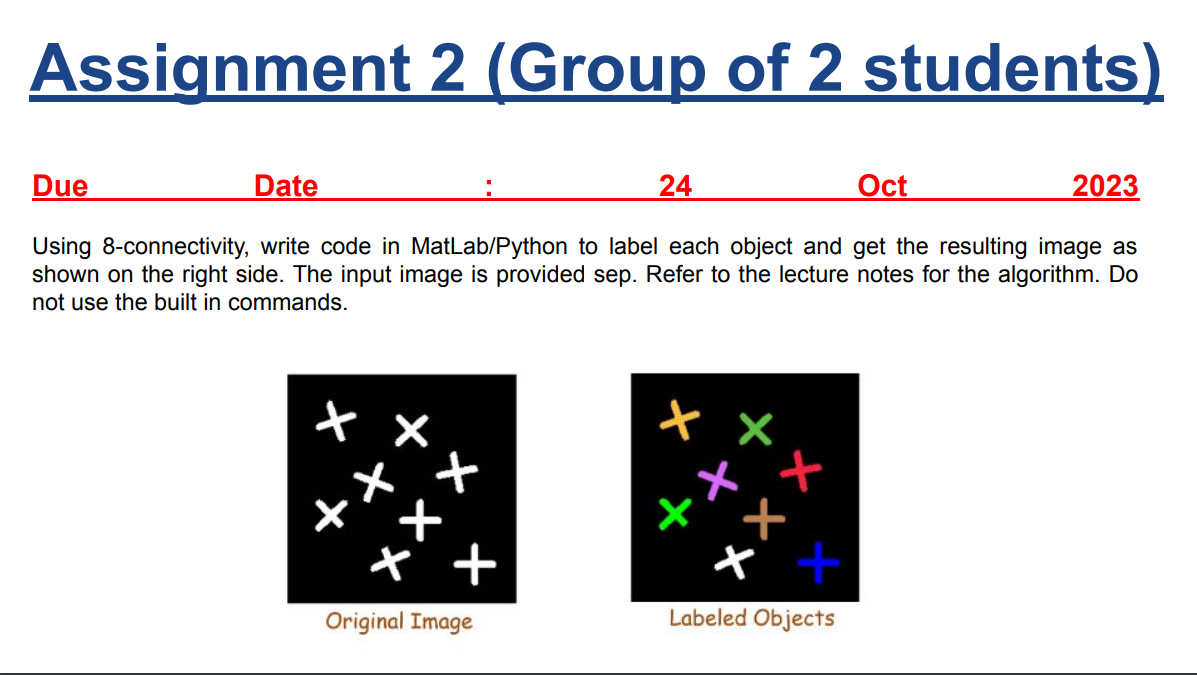 Assignment 2 (Group of 2 students)
Due Date : 24 Oct 2023
Using 8-connectivity, write code in MatLab/Python to label each object and get the resulting image as
shown on the right side. The input image is provided sep. Refer to the lecture notes for the algorithm. Do
not use the built in commands.
Original Image
Labeled Objects